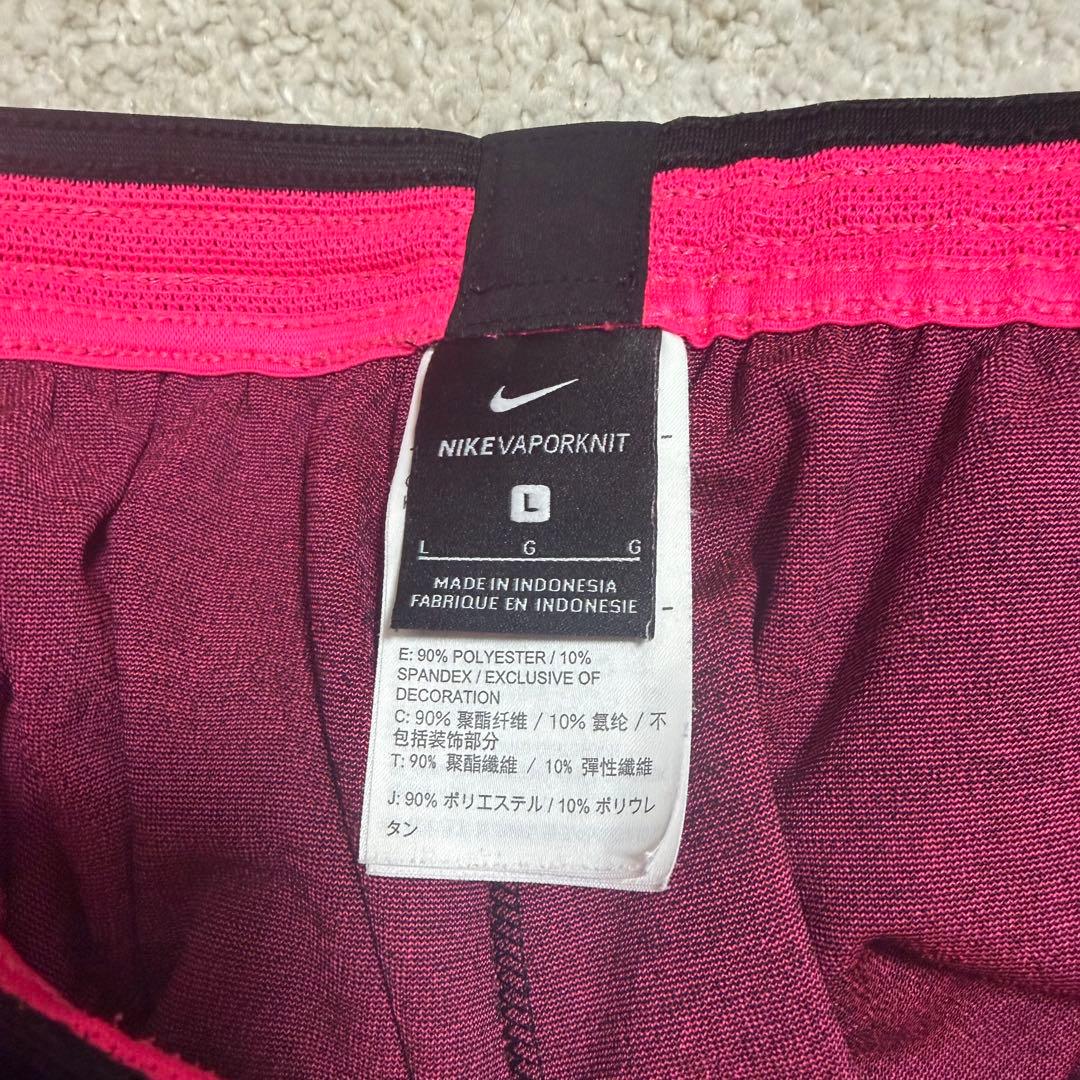 NIKEVAPORKNIT
L
L G G
MADE IN INDONESIA
FABRIQUE EN INDONESIE
E: 90% POLYESTER / 10%
SPANDEX / EXCLUSIVE OF
DECORATION
C: 90% 聚酯纤维 / 10% 氨纶 / 不
包括装饰部分
T: 90% 聚酯纖維 / 10% 彈性纖維
J: 90% ポリエステル / 10% ポリウレ
タン